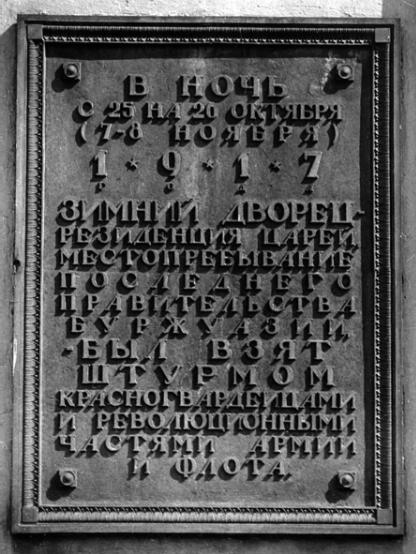 В НОЧЬ
С 25 НА 26 ОКТЯБРЯ
(7-8 НОЯБРЯ)
1*9*1*7
Г О Д А
ЗИМНИЙ ДВОРЕЦ-
РЕЗИДЕНЦИЯ ЦАРЕЙ,
МЕСТОПРЕБЫВАНИЕ
ПОСЛЕДНЕГО
ПРАВИТЕЛЬСТВА
БУРЖУАЗИИ,
-БЫЛ ВЗЯТ
ШТУРМОМ
КРАСНОГВАРДЕЙЦАМИ
И РЕВОЛЮЦИОННЫМИ
ЧАСТЯМИ АРМИИ
И ФЛОТА.